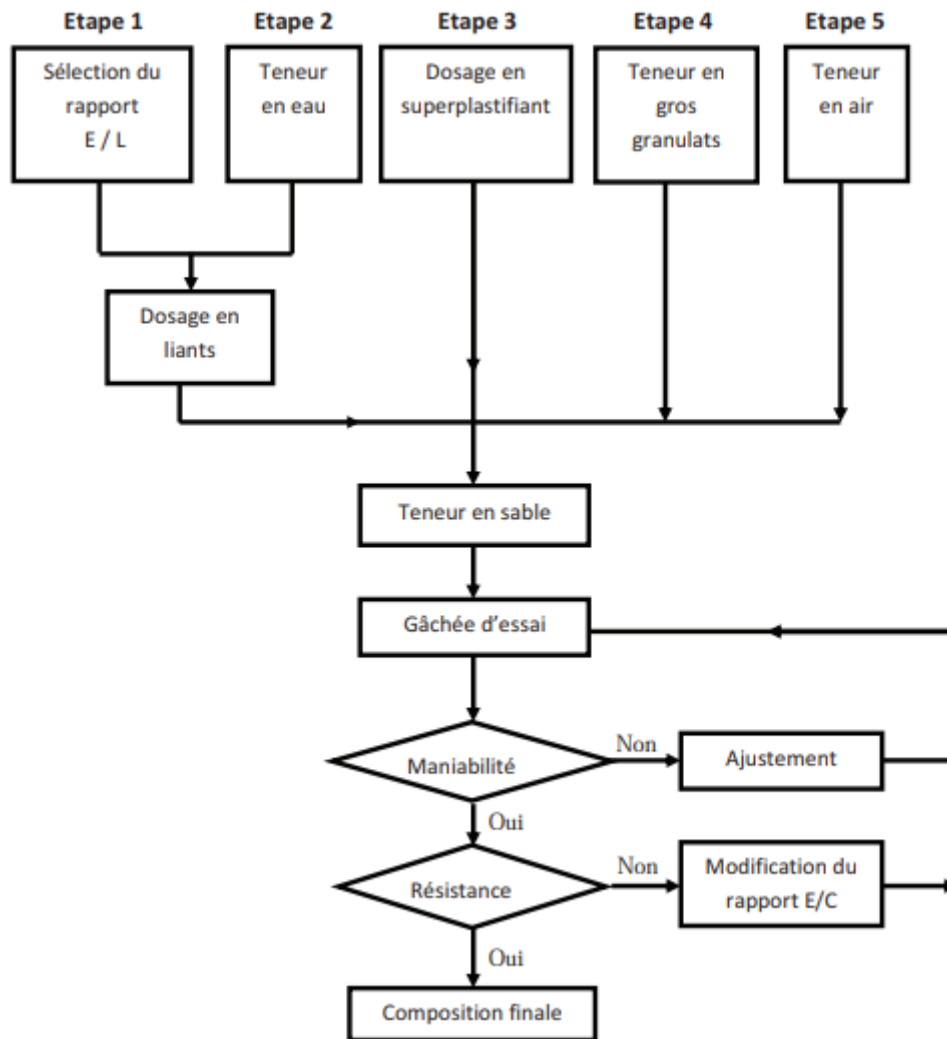 Etape 1
Etape 2
Etape 3
Etape 4
Etape 5
Sélection du
rapport
E / L
Teneur
en eau
Dosage en
superplastifiant
Teneur en
gros
granulats
Teneur
en air
Dosage en
liants
Teneur en sable
Gâchée d’essai
Maniabilité
Non
Ajustement
Oui
Résistance
Non
Modification du
rapport E/C
Oui
Composition finale